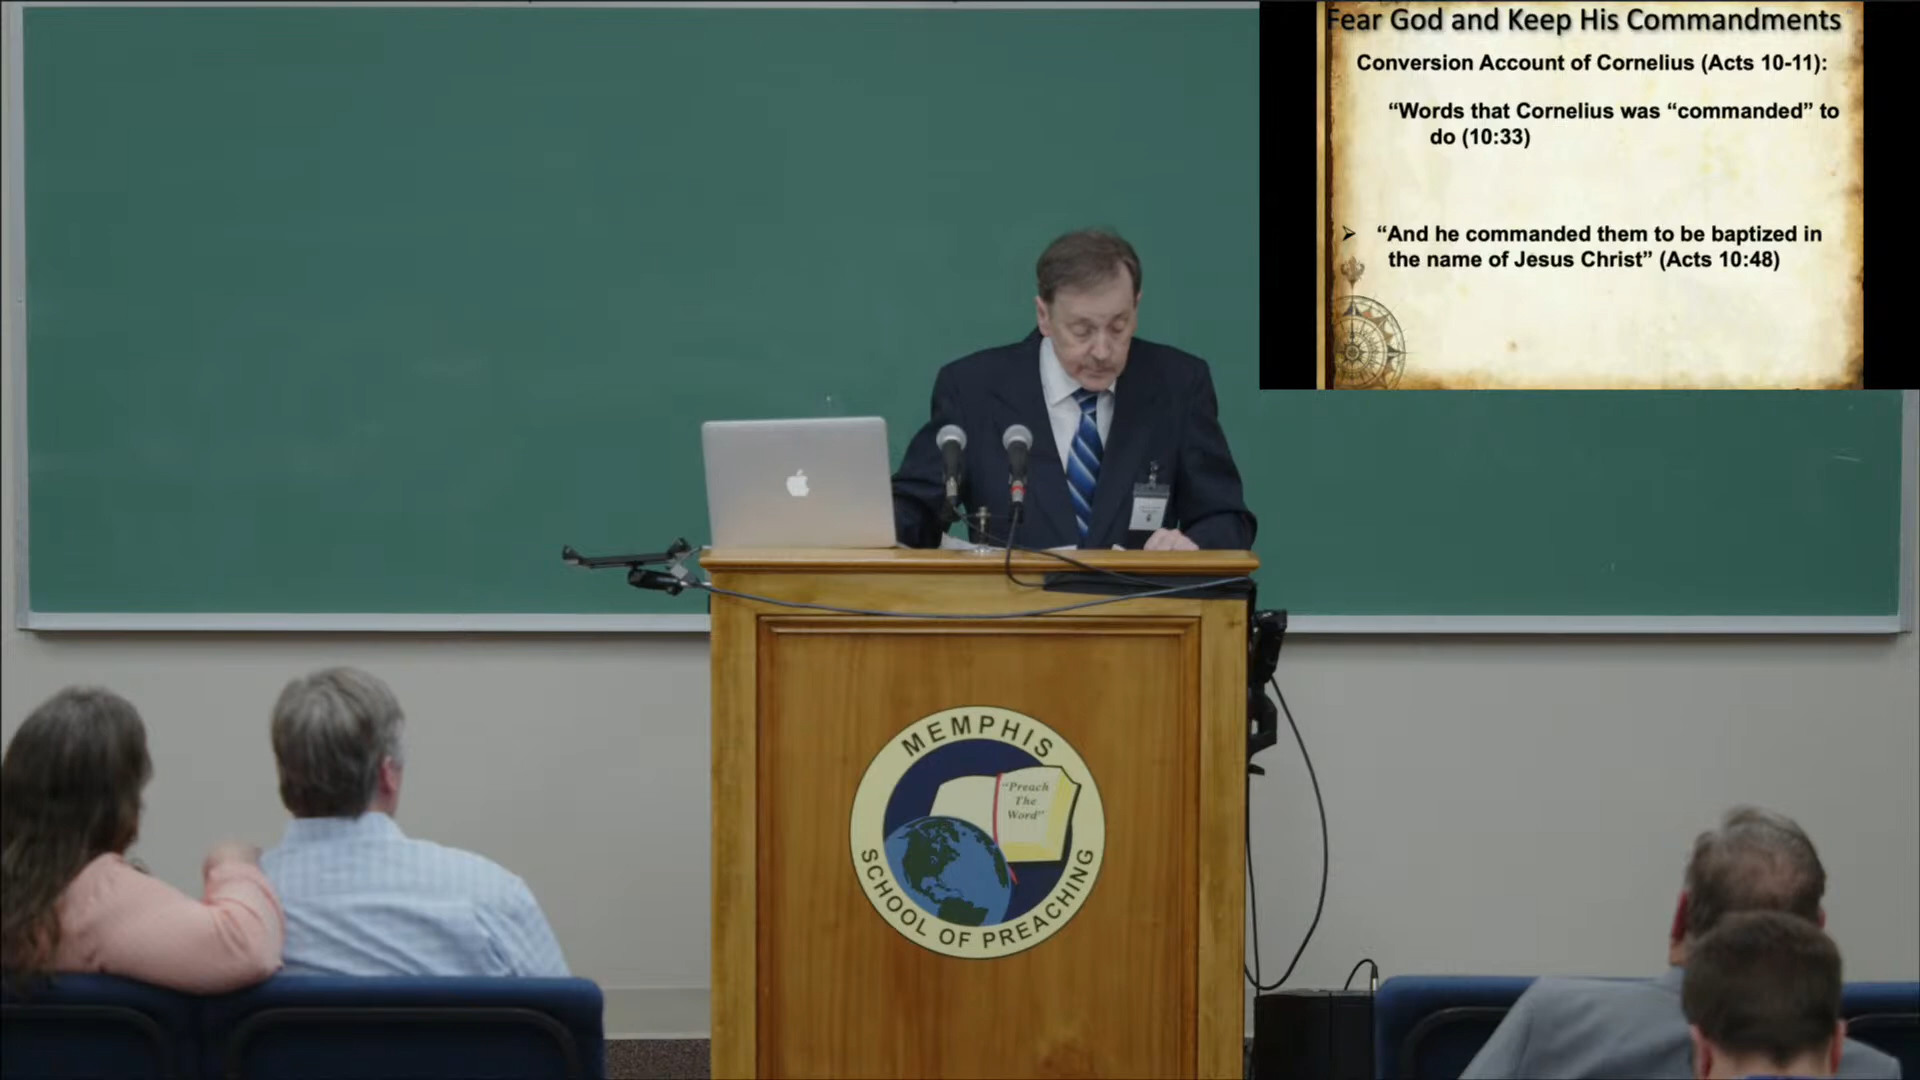 Fear God and Keep His Commandments
Conversion Account of Cornelius (Acts 10-11):
“Words that Cornelius was “commanded” to
do (10:33)
“And he commanded them to be baptized in
the name of Jesus Christ” (Acts 10:48)
MEMPHIS
"Preach
The
Word"
SCHOOL OF PREACHING